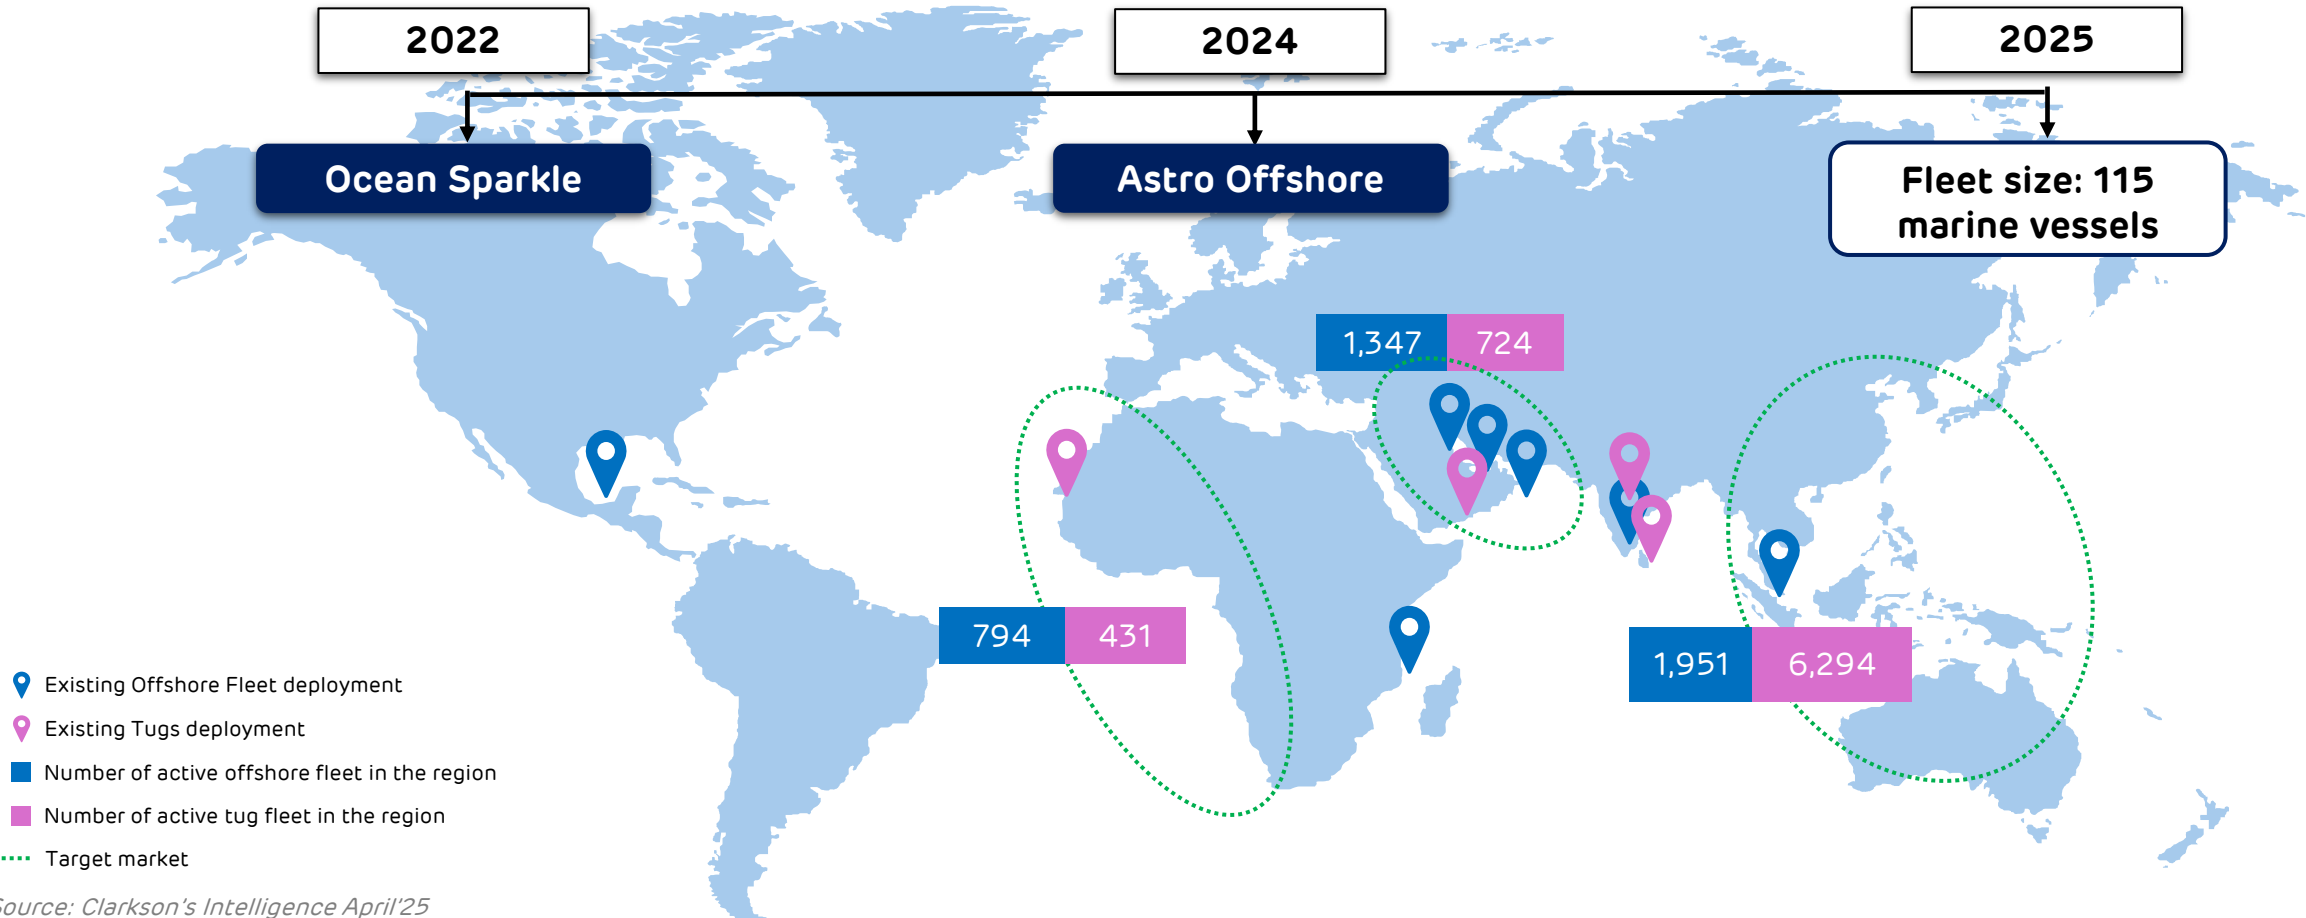 2022
2024
2025
Ocean Sparkle
Astro Offshore
Fleet size: 115
marine vessels
1,347
724
794
431
1,951
6,294
Existing Offshore Fleet deployment
Existing Tugs deployment
Number of active offshore fleet in the region
Number of active tug fleet in the region
Target market
Source: Clarkson's Intelligence April'25